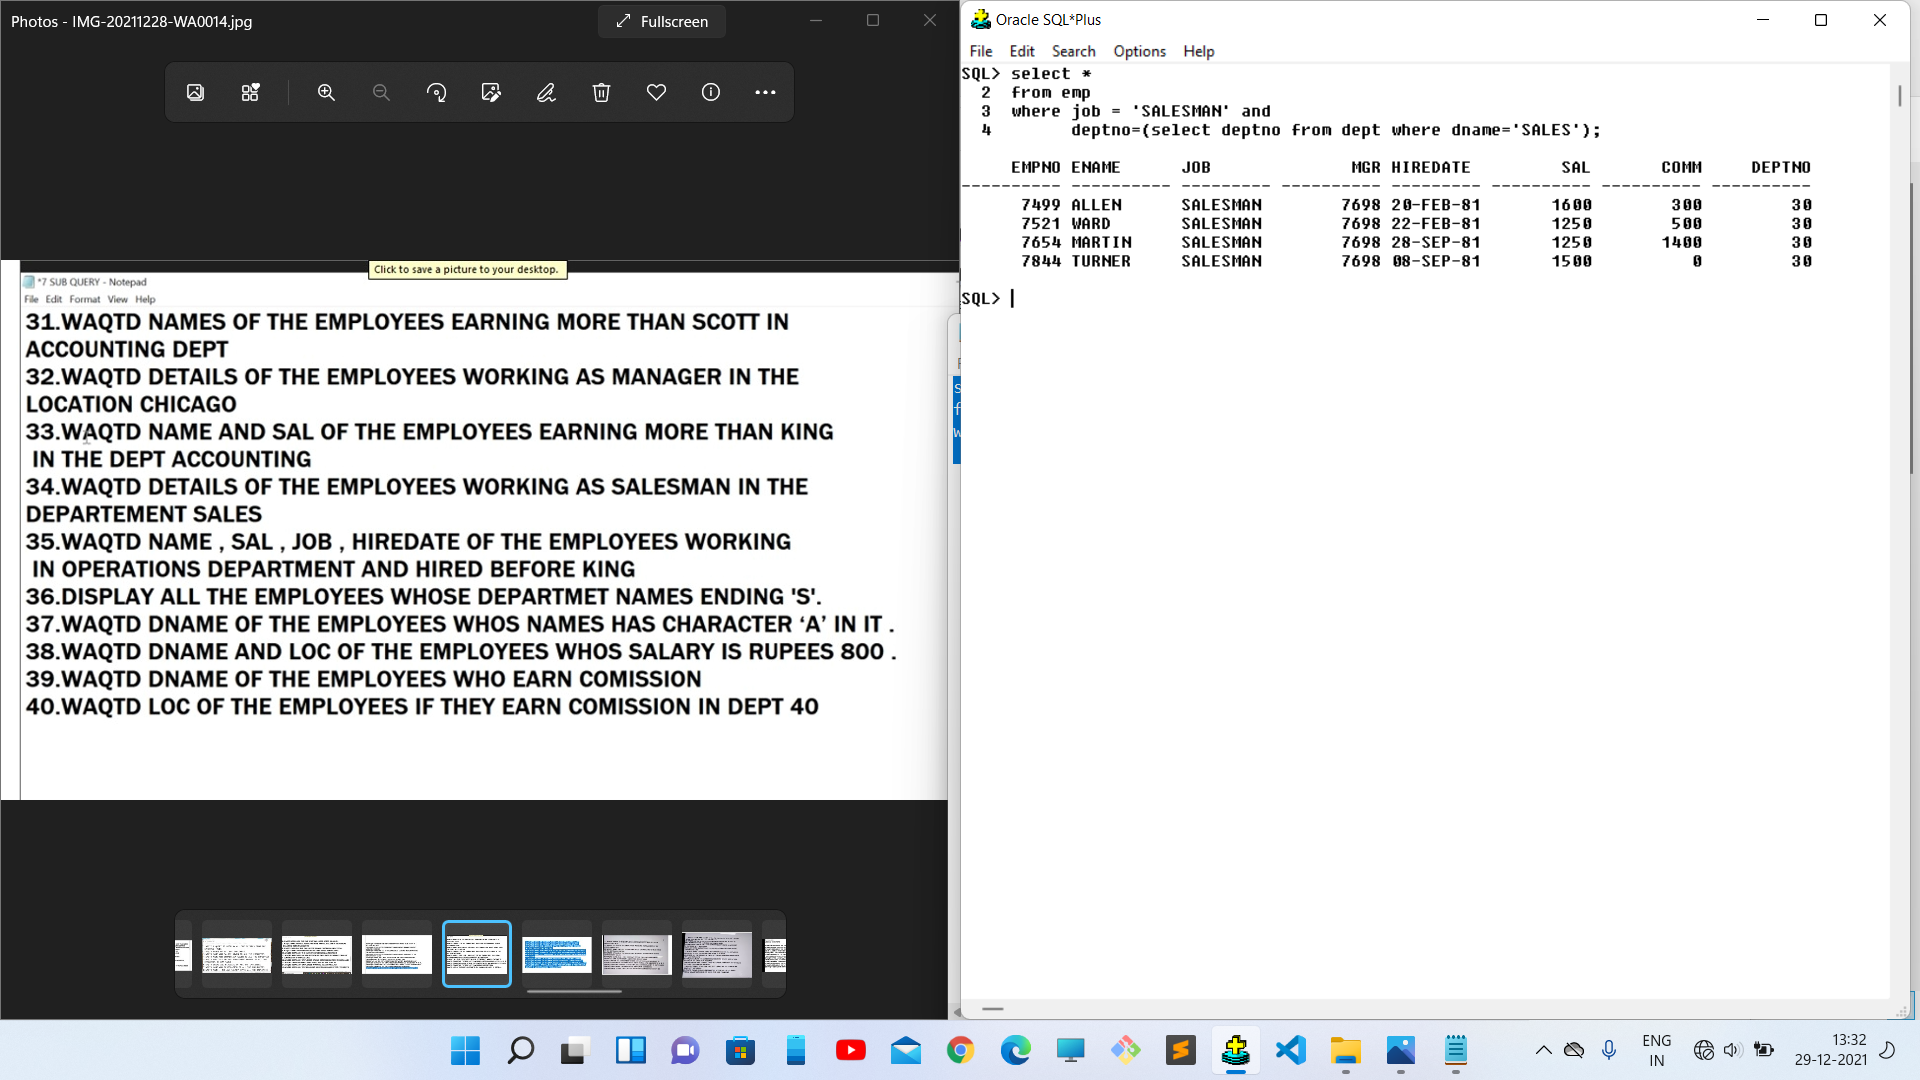 Photos - IMG-20211228-WA0014.jpg
Fullscreen
Click to save a picture to your desktop.
*7 SUB QUERY - Notepad
File Edit Format View Help
31.WAQTD NAMES OF THE EMPLOYEES EARNING MORE THAN SCOTT IN
ACCOUNTING DEPT
32.WAQTD DETAILS OF THE EMPLOYEES WORKING AS MANAGER IN THE
LOCATION CHICAGO
33.WAQTD NAME AND SAL OF THE EMPLOYEES EARNING MORE THAN KING
IN THE DEPT ACCOUNTING
34.WAQTD DETAILS OF THE EMPLOYEES WORKING AS SALESMAN IN THE
DEPARTEMENT SALES
35.WAQTD NAME , SAL , JOB , HIREDATE OF THE EMPLOYEES WORKING
IN OPERATIONS DEPARTMENT AND HIRED BEFORE KING
36.DISPLAY ALL THE EMPLOYEES WHOSE DEPARTMET NAMES ENDING 'S'.
37.WAQTD DNAME OF THE EMPLOYEES WHOS NAMES HAS CHARACTER ‘A’ IN IT .
38.WAQTD DNAME AND LOC OF THE EMPLOYEES WHOS SALARY IS RUPEES 800 .
39.WAQTD DNAME OF THE EMPLOYEES WHO EARN COMISSION
40.WAQTD LOC OF THE EMPLOYEES IF THEY EARN COMISSION IN DEPT 40
Oracle SQL*Plus
File Edit Search Options Help
SQL> select *
2 from emp
3 where job = 'SALESMAN' and
4 deptno=(select deptno from dept where dname='SALES');
EMPNO ENAME JOB MGR HIREDATE SAL COMM DEPTNO
---------- ---------- --------- ---------- --------- ---------- ---------- ----------
7499 ALLEN SALESMAN 7698 20-FEB-81 1600 300 30
7521 WARD SALESMAN 7698 22-FEB-81 1250 500 30
7654 MARTIN SALESMAN 7698 28-SEP-81 1250 1400 30
7844 TURNER SALESMAN 7698 08-SEP-81 1500 0 30
SQL>
ENG
IN
13:32
29-12-2021